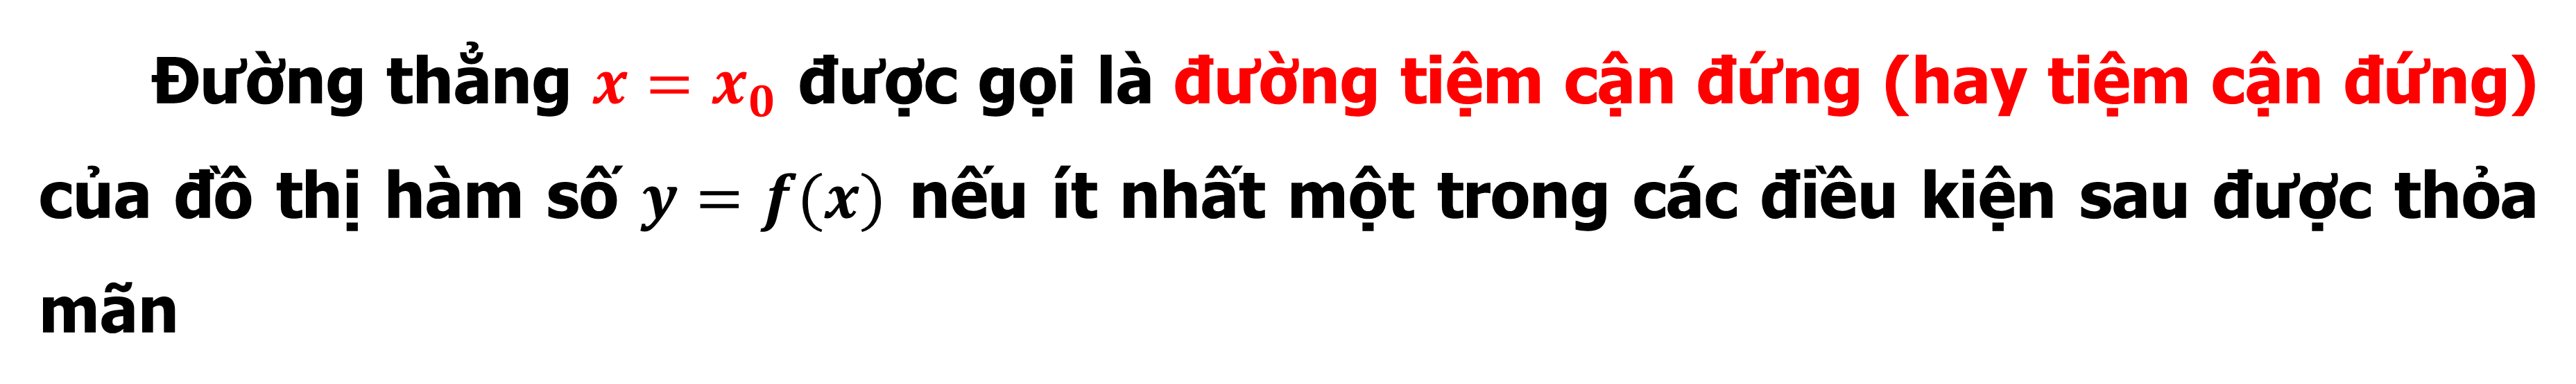 Đường thẳng x = x₀ được gọi là đường tiệm cận đứng (hay tiệm cận đứng)
của đồ thị hàm số y = f(x) nếu ít nhất một trong các điều kiện sau được thỏa
mãn